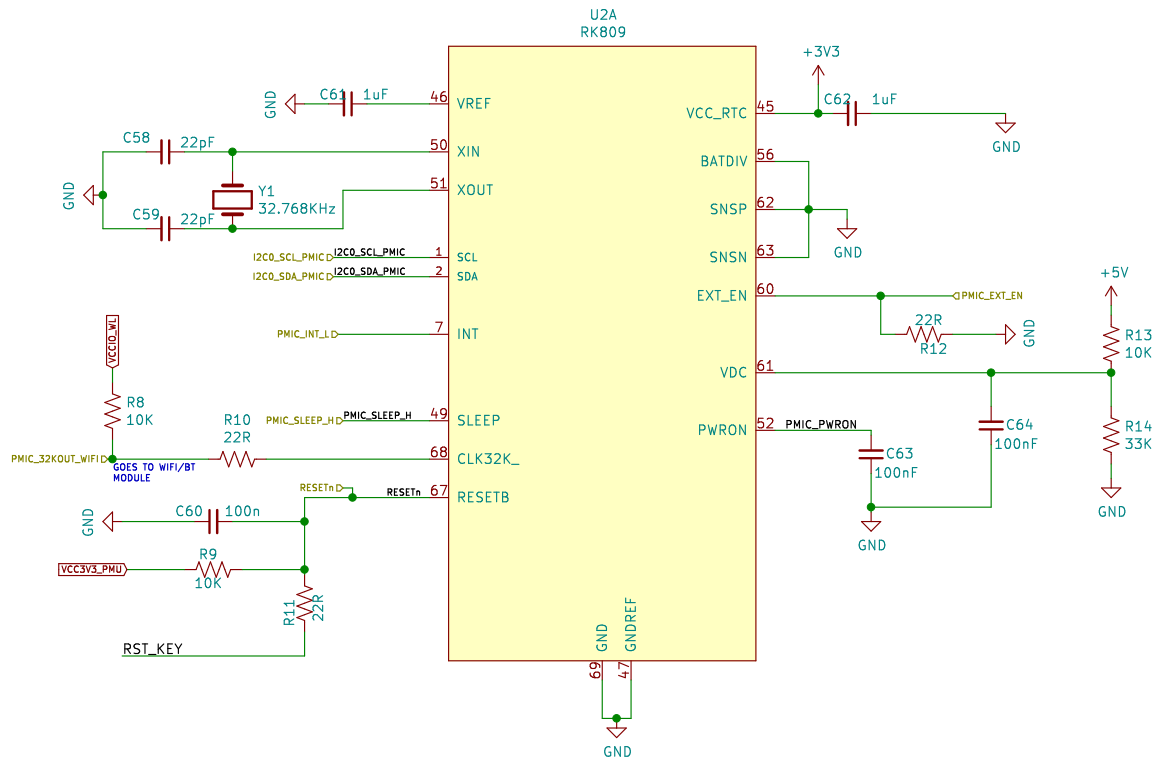 U2A
RK809
+3V3
GND
C61
1uF
46
VREF
VCC_RTC
45
C62
1uF
GND
C58
22pF
50
XIN
BATDIV
56
GND
Y1
32.768KHz
51
XOUT
SNSP
62
GND
C59
22pF
I2C0_SCL_PMIC
I2C0_SCL_PMIC
1
SCL
SNSN
63
I2C0_SDA_PMIC
I2C0_SDA_PMIC
2
SDA
+5V
EXT_EN
60
PMIC_EXT_EN
PMIC_INT_L
7
INT
22R
R12
GND
R13
10K
VCCIO_WL
VDC
61
R8
10K
PMIC_SLEEP_H
PMIC_SLEEP_H
49
SLEEP
PWRON
52
PMIC_PWRON
C64
100nF
R14
33K
R10
22R
PMIC_32KOUT_WIFI
GOES TO WIFI/BT
MODULE
68
CLK32K_
C63
100nF
RESETn
RESETn
67
RESETB
GND
C60
100n
GND
GND
VCC3V3_PMU
R9
10K
R11
22R
RST_KEY
GND
GNDREF
69
47
GND